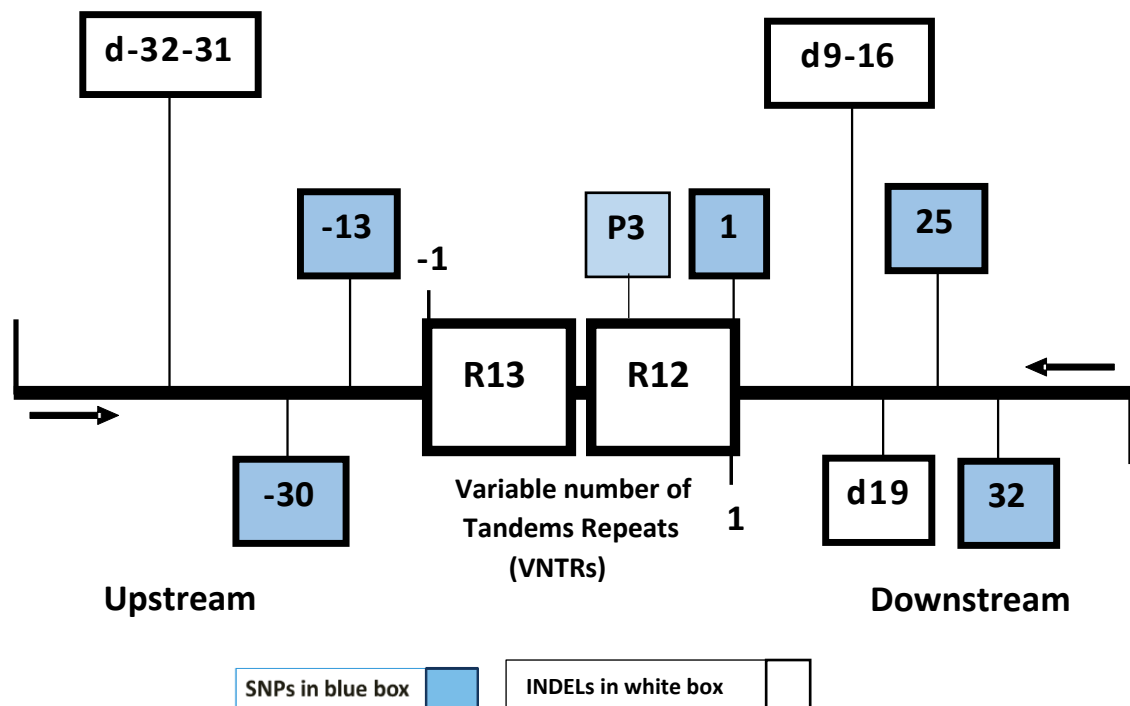 d-32-31
d9-16
-13
P3
1
25
-1
R13
R12
-30
Variable number of
Tandems Repeats
(VNTRs)
1
d19
32
Upstream
Downstream
SNPs in blue box
INDELs in white box